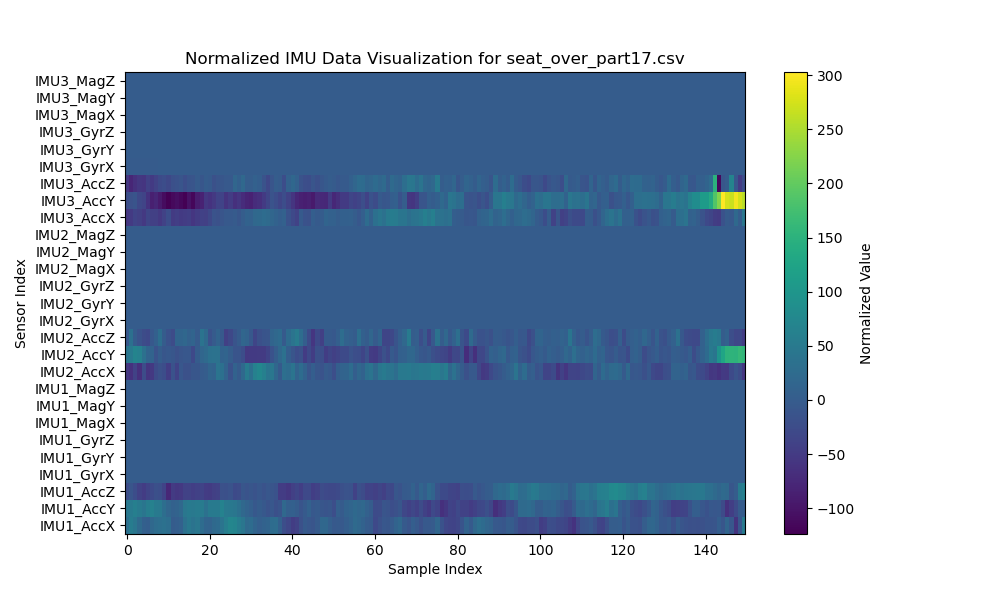 Normalized IMU Data Visualization for seat_over_part17.csv
Sensor Index
IMU3_MagZ
IMU3_MagY
IMU3_MagX
IMU3_GyrZ
IMU3_GyrY
IMU3_GyrX
IMU3_AccZ
IMU3_AccY
IMU3_AccX
IMU2_MagZ
IMU2_MagY
IMU2_MagX
IMU2_GyrZ
IMU2_GyrY
IMU2_GyrX
IMU2_AccZ
IMU2_AccY
IMU2_AccX
IMU1_MagZ
IMU1_MagY
IMU1_MagX
IMU1_GyrZ
IMU1_GyrY
IMU1_GyrX
IMU1_AccZ
IMU1_AccY
IMU1_AccX
0 20 40 60 80 100 120 140
Sample Index
300
250
200
150
100
50
0
−50
−100
Normalized Value